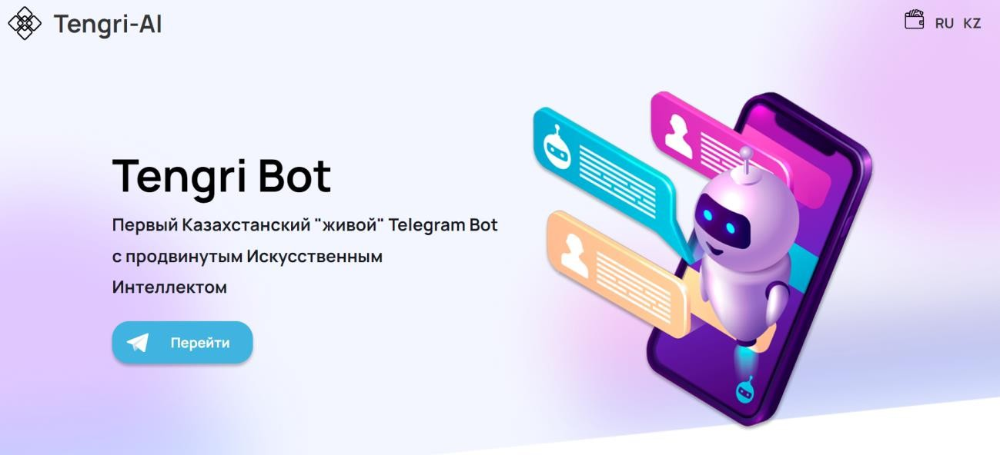 Tengri-AI
RU KZ
Tengri Bot
Первый Казахстанский "живой" Telegram Bot
с продвинутым Искусственным
Интеллектом
Перейти